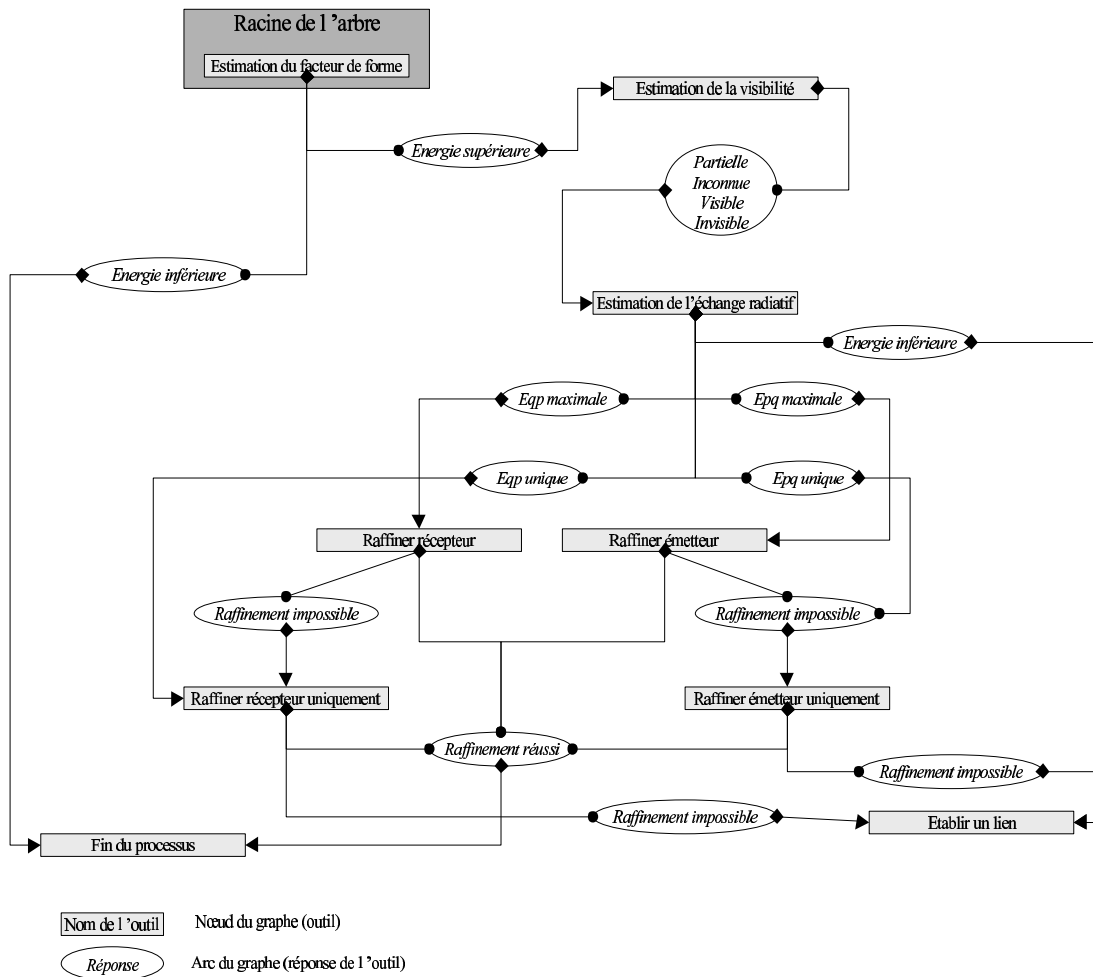 Racine de l 'arbre
Estimation du facteur de forme
Estimation de la visibilité
Energie supérieure
Partielle
Inconnue
Visible
Invisible
Energie inférieure
Estimation de l'échange radiatif
Energie inférieure
Eqp maximale
Epq maximale
Eqp unique
Epq unique
Raffiner récepteur
Raffiner émetteur
Raffinement impossible
Raffinement impossible
Raffiner récepteur uniquement
Raffiner émetteur uniquement
Raffinement réussi
Raffinement impossible
Raffinement impossible
Etablir un lien
Fin du processus
Nom de l 'outil
Nœud du graphe (outil)
Réponse
Arc du graphe (réponse de l 'outil)